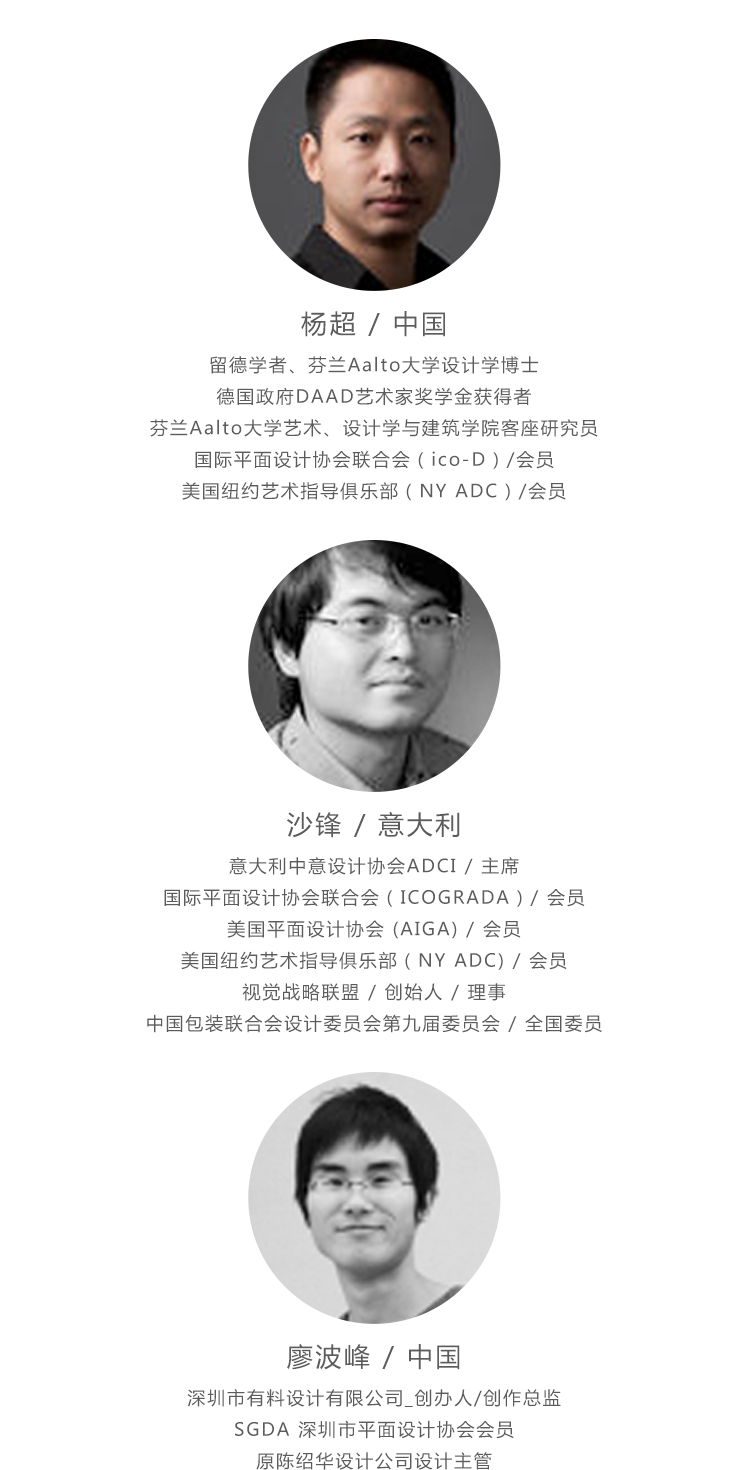 杨超 / 中国
留德学者、芬兰Aalto大学设计学博士
德国政府DAAD艺术家奖学金获得者
芬兰Aalto大学艺术、设计学与建筑学院客座研究员
国际平面设计协会联合会 ( ico-D ) /会员
美国纽约艺术指导俱乐部 ( NY ADC ) /会员
沙锋 / 意大利
意大利中意设计协会ADCI / 主席
国际平面设计协会联合会 ( ICOGRADA ) / 会员
美国平面设计协会 (AIGA) / 会员
美国纽约艺术指导俱乐部 ( NY ADC) / 会员
视觉战略联盟 / 创始人 / 理事
中国包装联合会设计委员会第九届委员会 / 全国委员
廖波峰 / 中国
深圳市有料设计有限公司_创办人/创作总监
SGDA 深圳市平面设计协会会员
原陈绍华设计公司设计主管